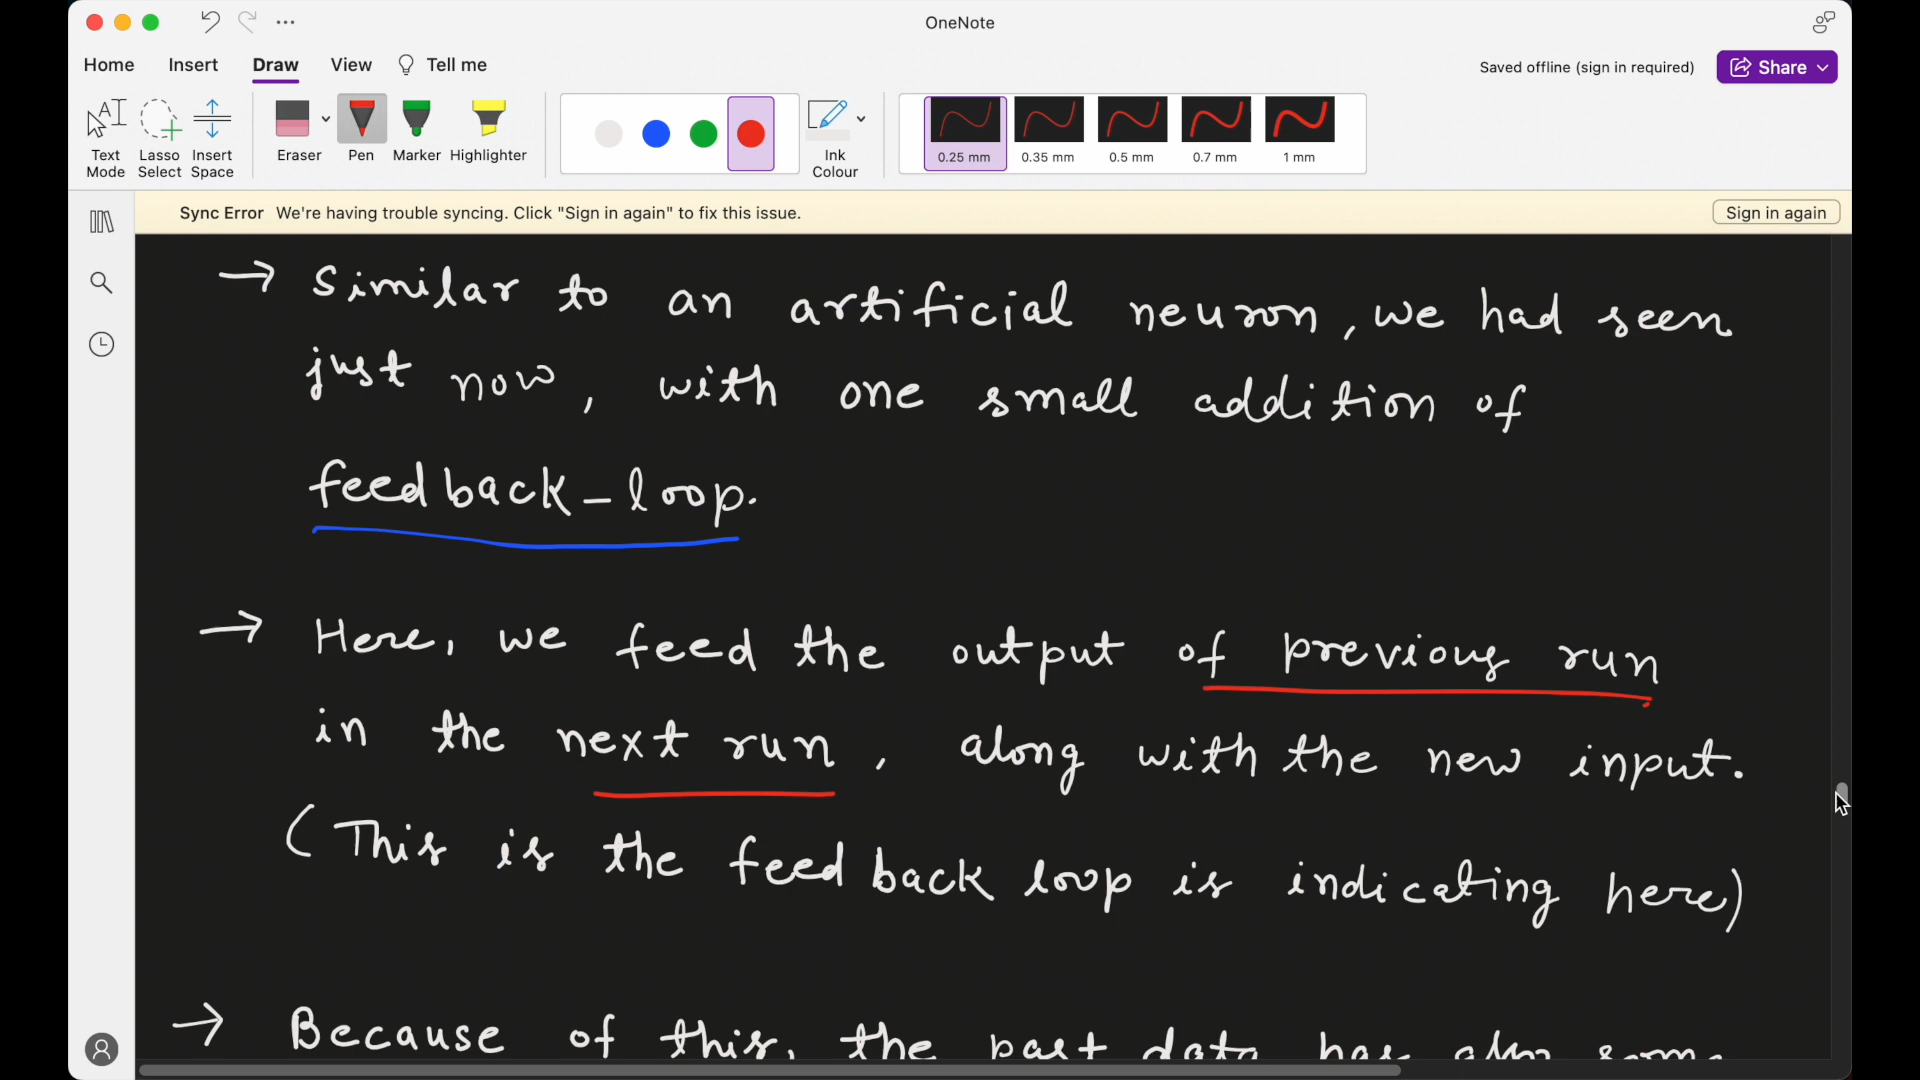 OneNote
Home Insert Draw View Tell me
Saved offline (sign in required) Share
Text Mode Lasso Select Insert Space Eraser Pen Marker Highlighter Ink Colour 0.25 mm 0.35 mm 0.5 mm 0.7 mm 1 mm
Sync Error We're having trouble syncing. Click "Sign in again" to fix this issue. Sign in again
→ Similar to an artificial neuron, we had seen
just now, with one small addition of
feedback-loop.
→ Here, we feed the output of previous run
in the next run, along with the new input.
(This is the feedback loop is indicating here)
→ Because of this, the past data has also some